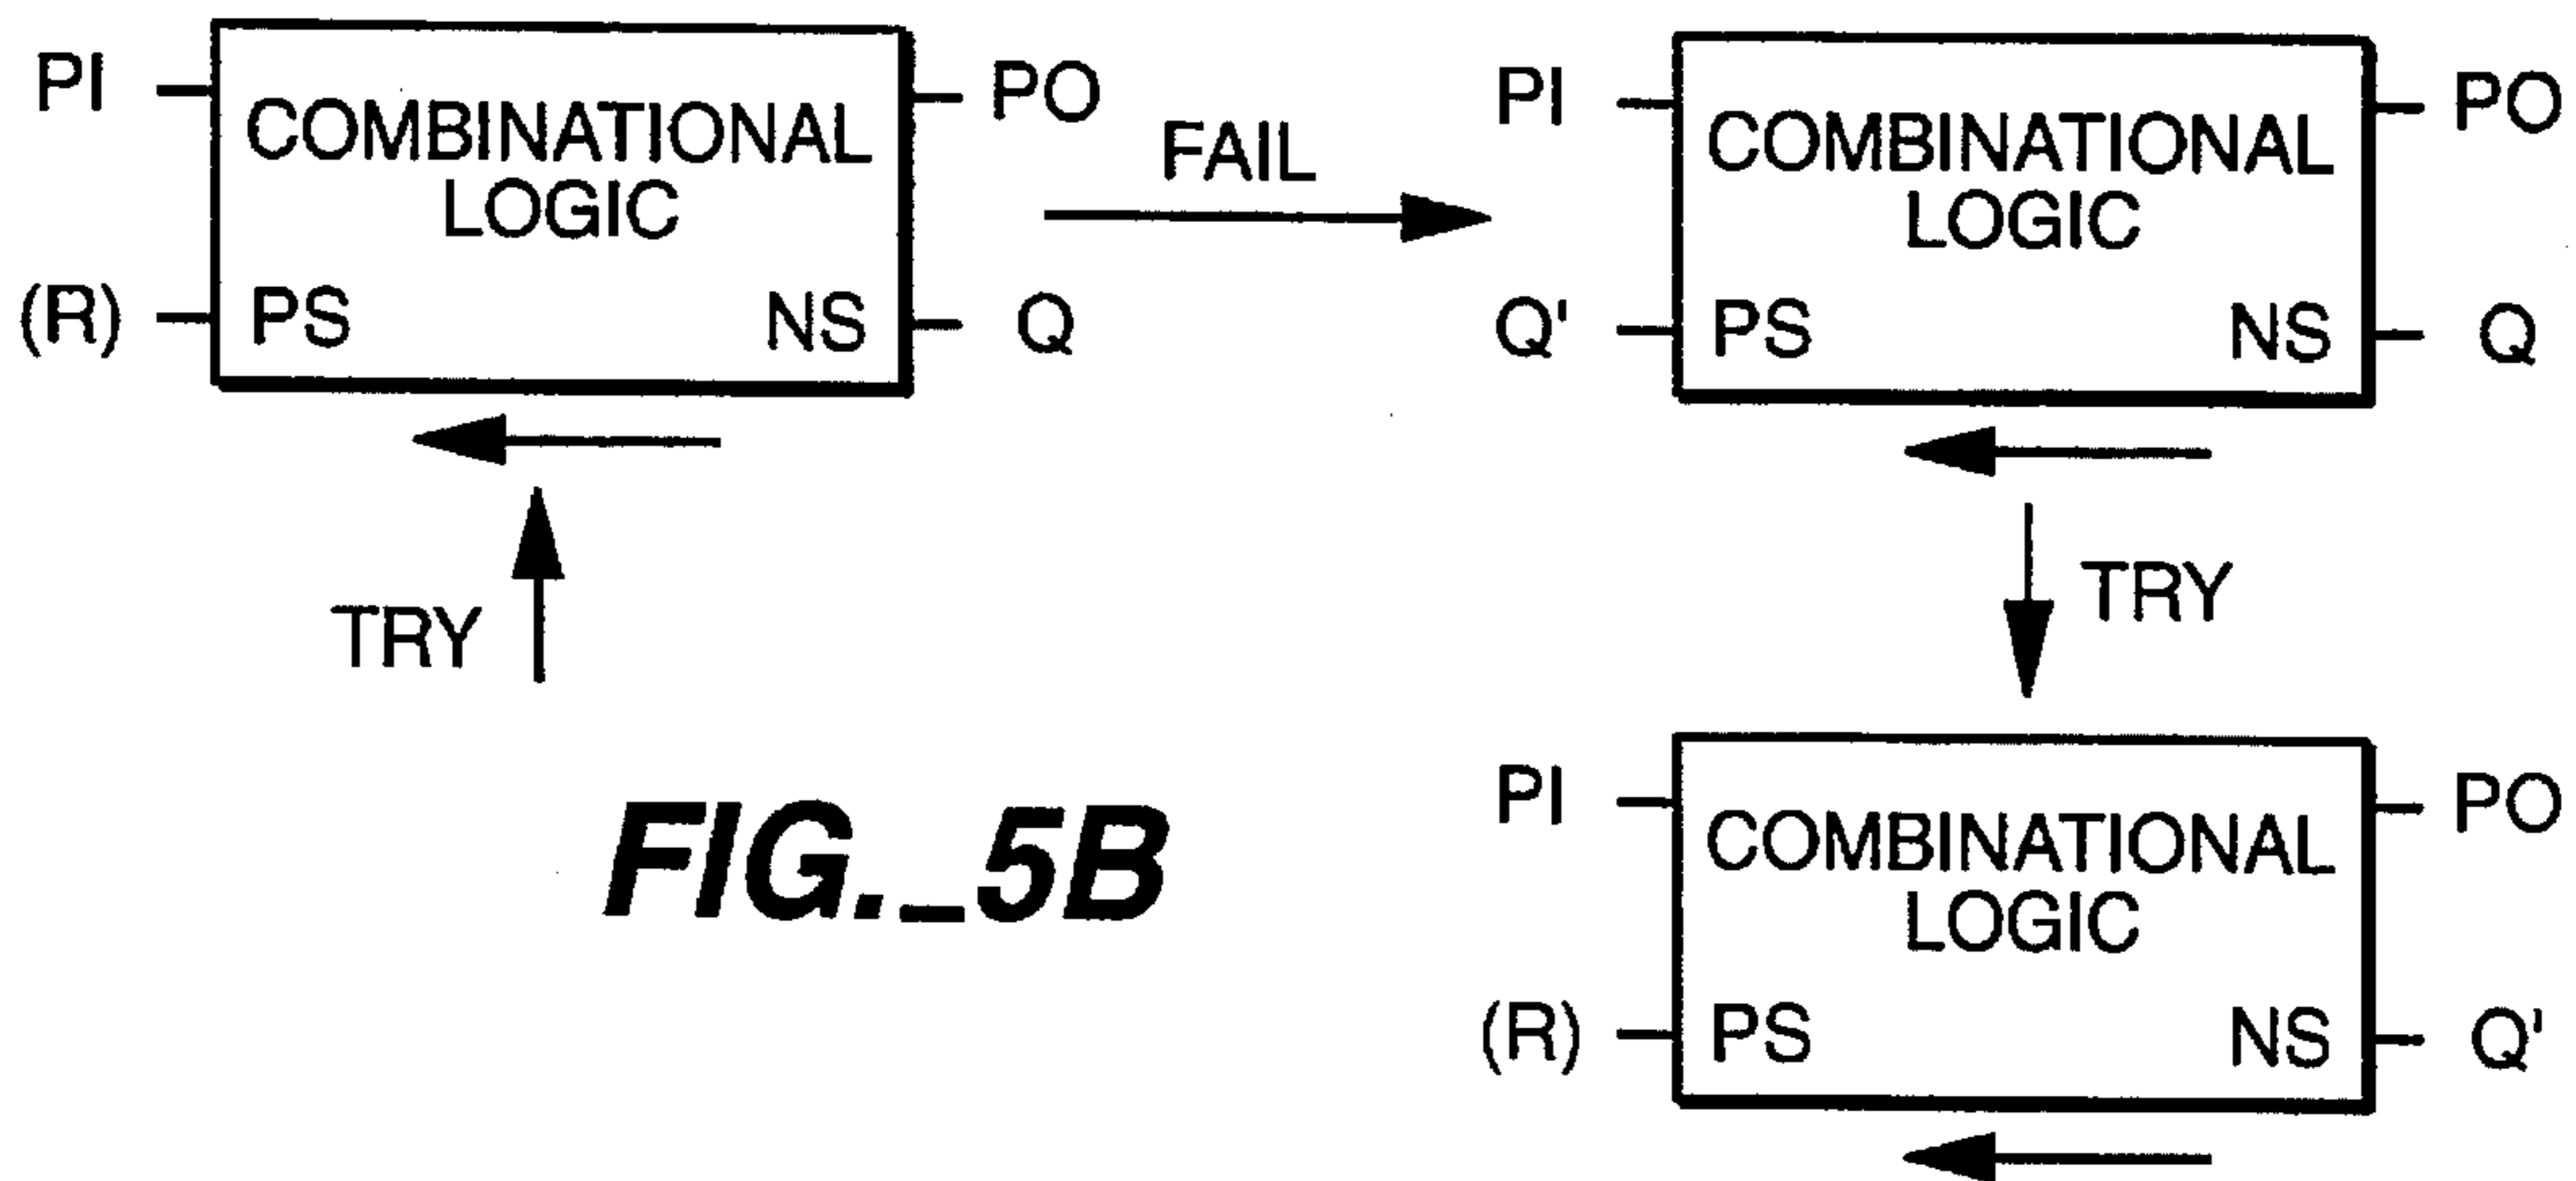 PI
COMBINATIONAL
LOGIC
PO
(R)
PS
NS
Q
FAIL
PI
COMBINATIONAL
LOGIC
PO
Q'
PS
NS
Q
TRY
TRY
PI
COMBINATIONAL
LOGIC
PO
(R)
PS
NS
Q'
FIG._5B